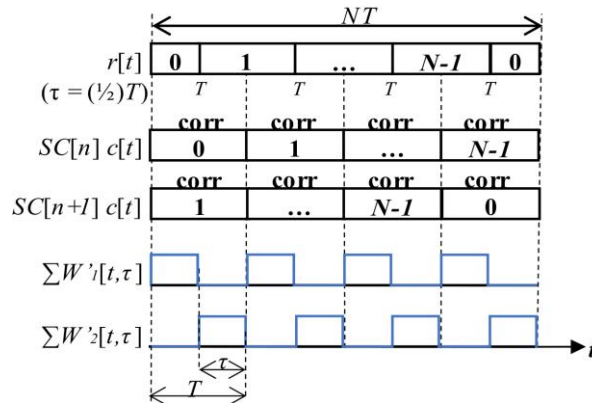 NT
r[t] 0 1 ... N-1 0
(τ = (½)T) T T T T
corr corr corr corr
SC[n] c[t] 0 1 ... N-1
corr corr corr corr
SC[n+1] c[t] 1 ... N-1 0
∑W'₁[t,τ]
∑W'₂[t,τ]
t
τ
T